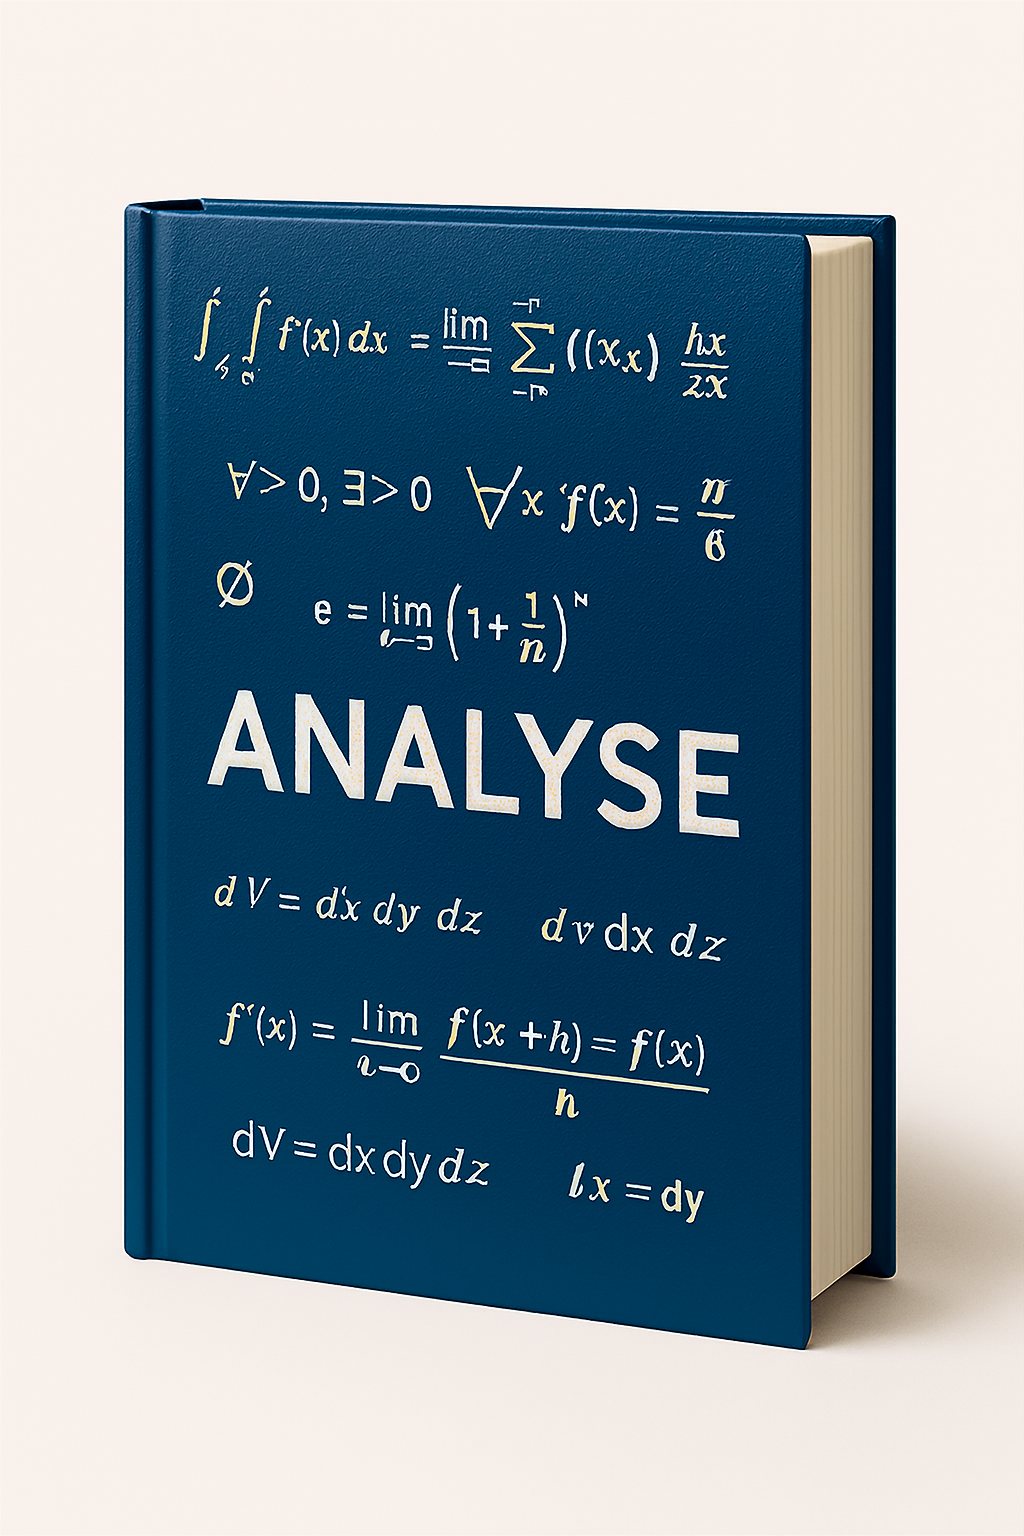 ∫ ∫ f'(x) dx = lim ∑ ((x x) hx/2x
∀> 0, ∃> 0 ∀x f(x) = n/6
Ø e = lim (1+ 1/n)^N
ANALYSE
dV = dx dy dz dv dx dz
f'(x) = lim f(x +h) = f(x) / h
dV = dx dy dz lx = dy